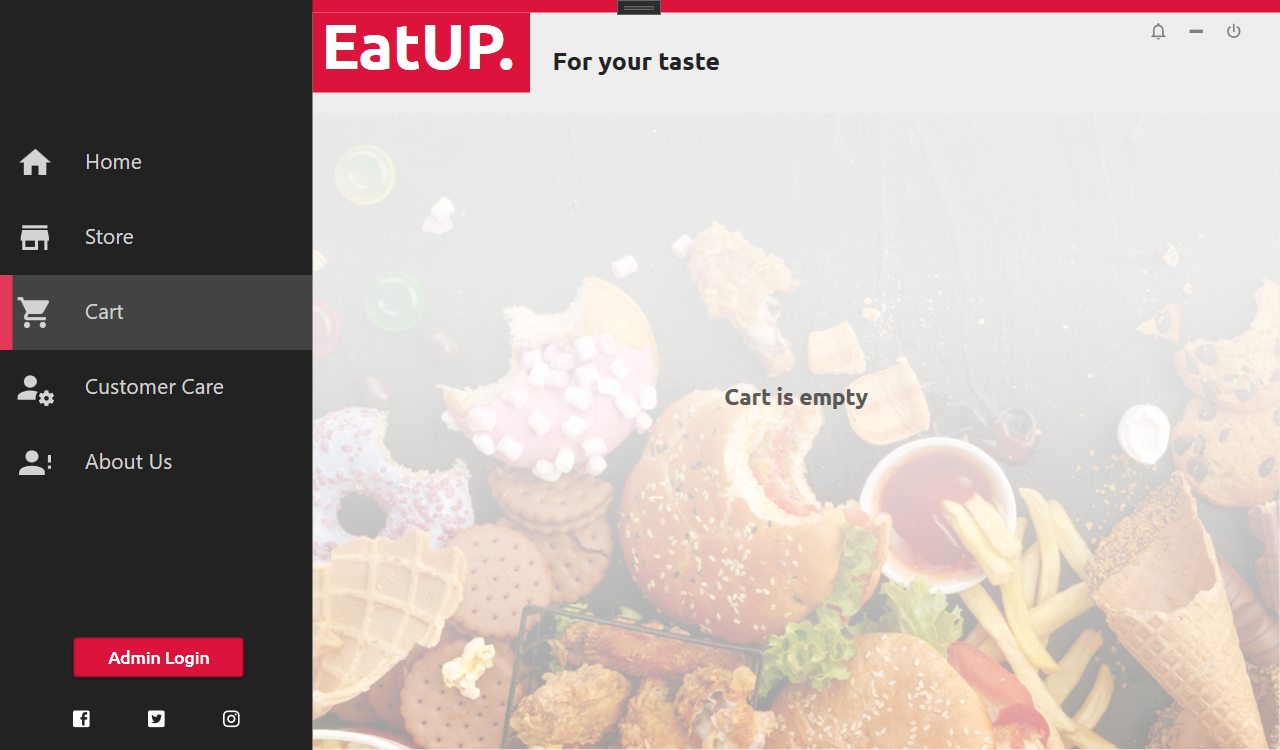 EatUP.
For your taste
Home
Store
Cart
Customer Care
About Us
Cart is empty
Admin Login